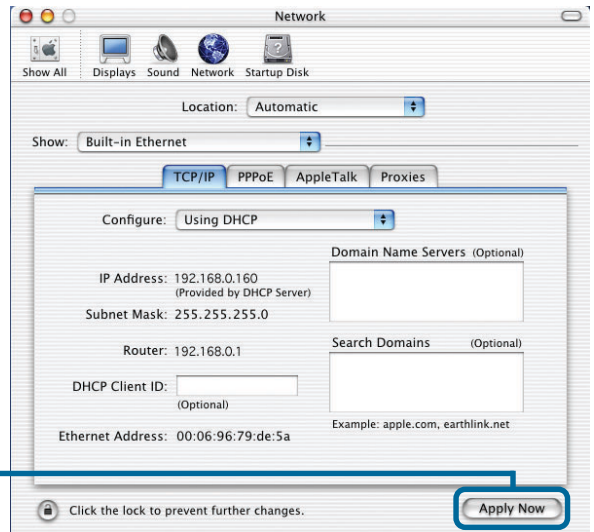 Network
Show All Displays Sound Network Startup Disk
Location: Automatic
Show: Built-in Ethernet
TCP/IP PPPoE AppleTalk Proxies
Configure: Using DHCP
Domain Name Servers (Optional)
IP Address: 192.168.0.160
(Provided by DHCP Server)
Subnet Mask: 255.255.255.0
Search Domains (Optional)
Router: 192.168.0.1
DHCP Client ID:
(Optional)
Example: apple.com, earthlink.net
Ethernet Address: 00:06:96:79:de:5a
Click the lock to prevent further changes.
Apply Now